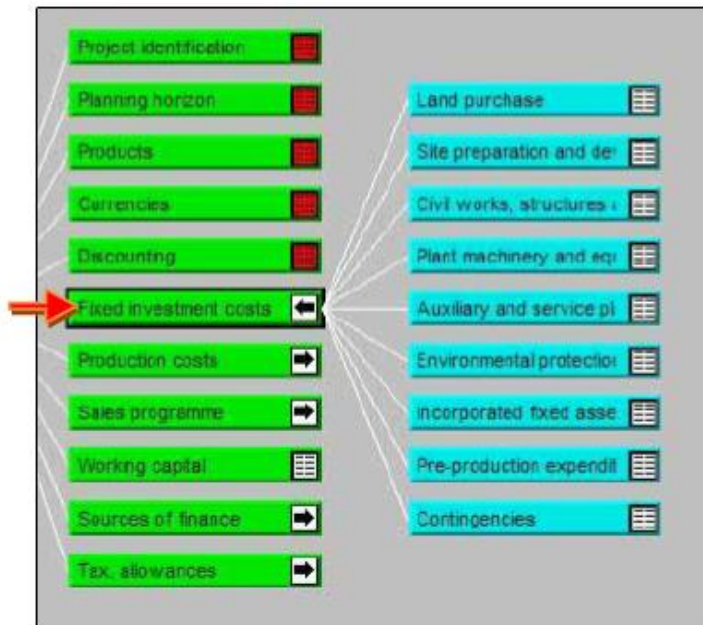 Project identification
Planning horizon
Products
Currencies
Discounting
Fixed investment costs
Production costs
Sales programme
Working capital
Sources of finance
Tax, allowances
Land purchase
Site preparation and de
Civil works, structures
Plant machinery and equ
Auxiliary and service pl
Environmental protection
Incorporated fixed asse
Pre-production expendit
Contingencies